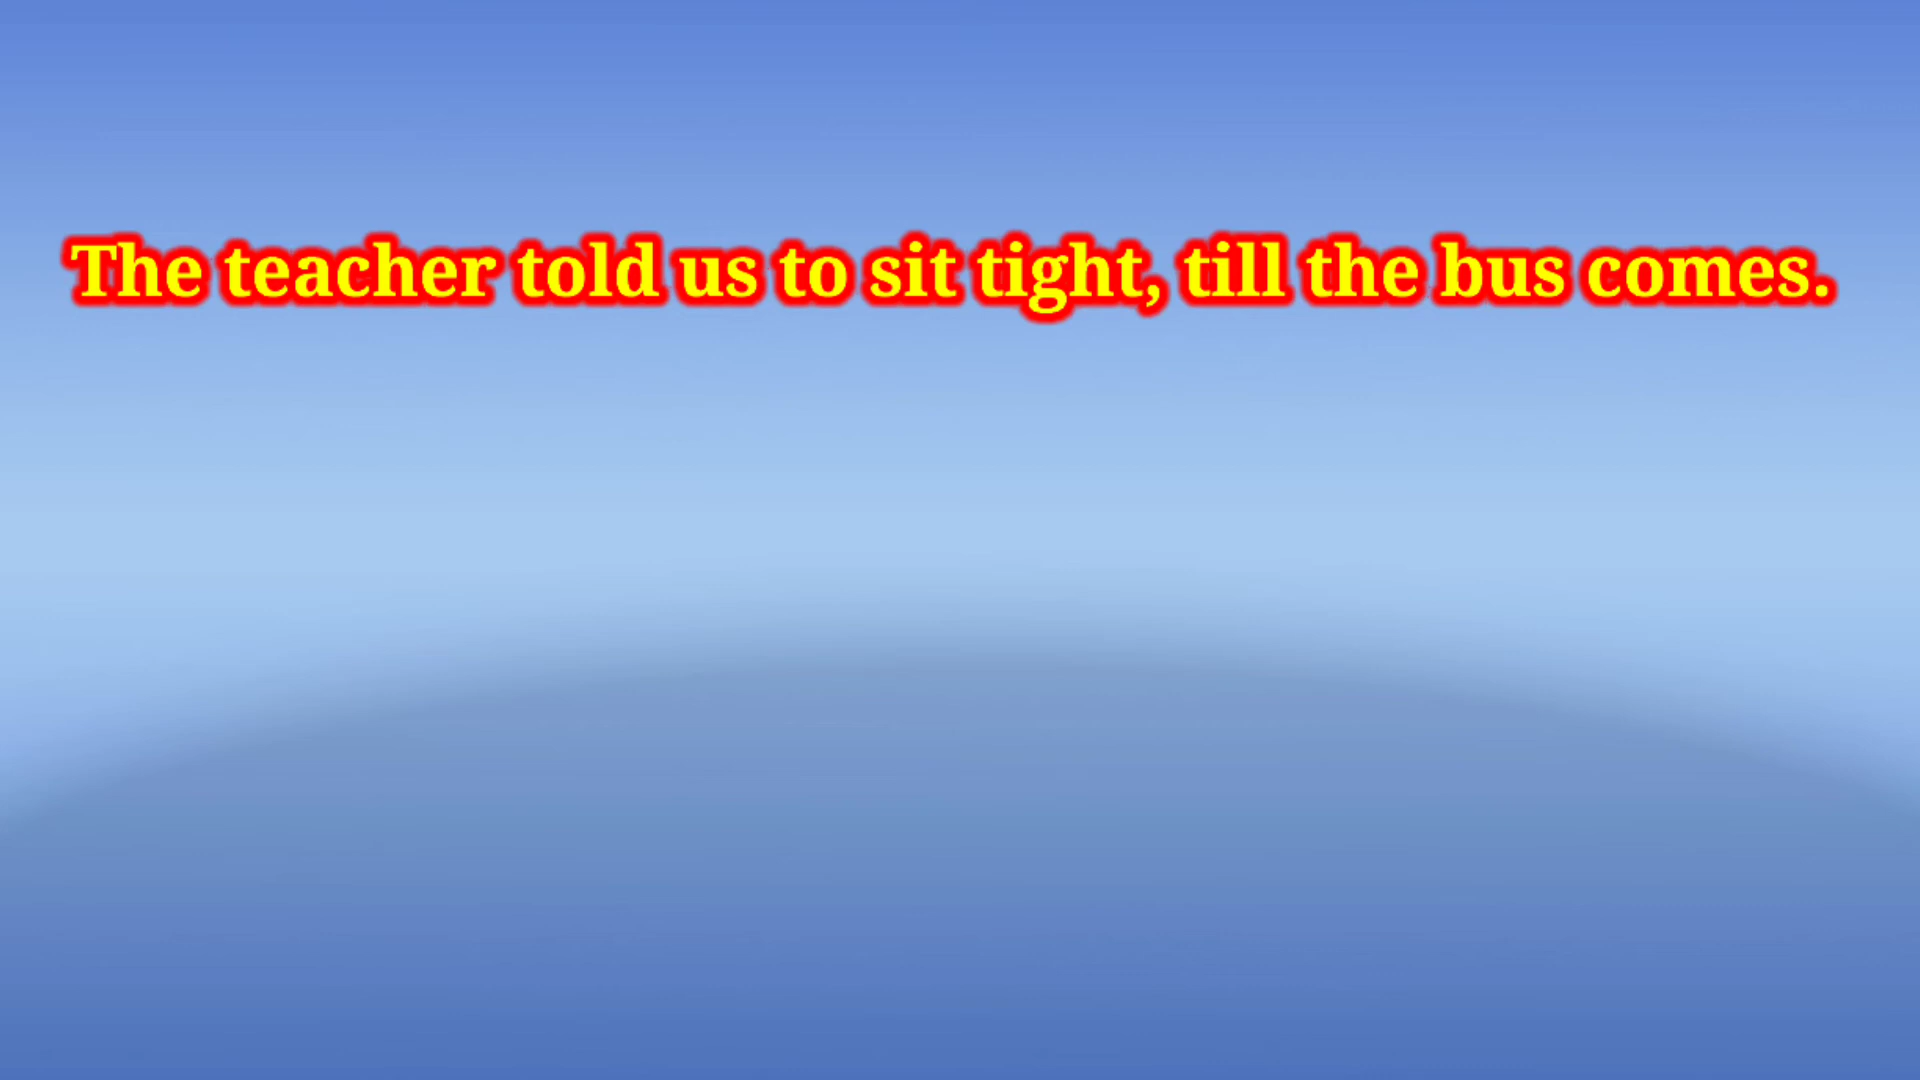 The teacher told us to sit tight, till the bus comes.